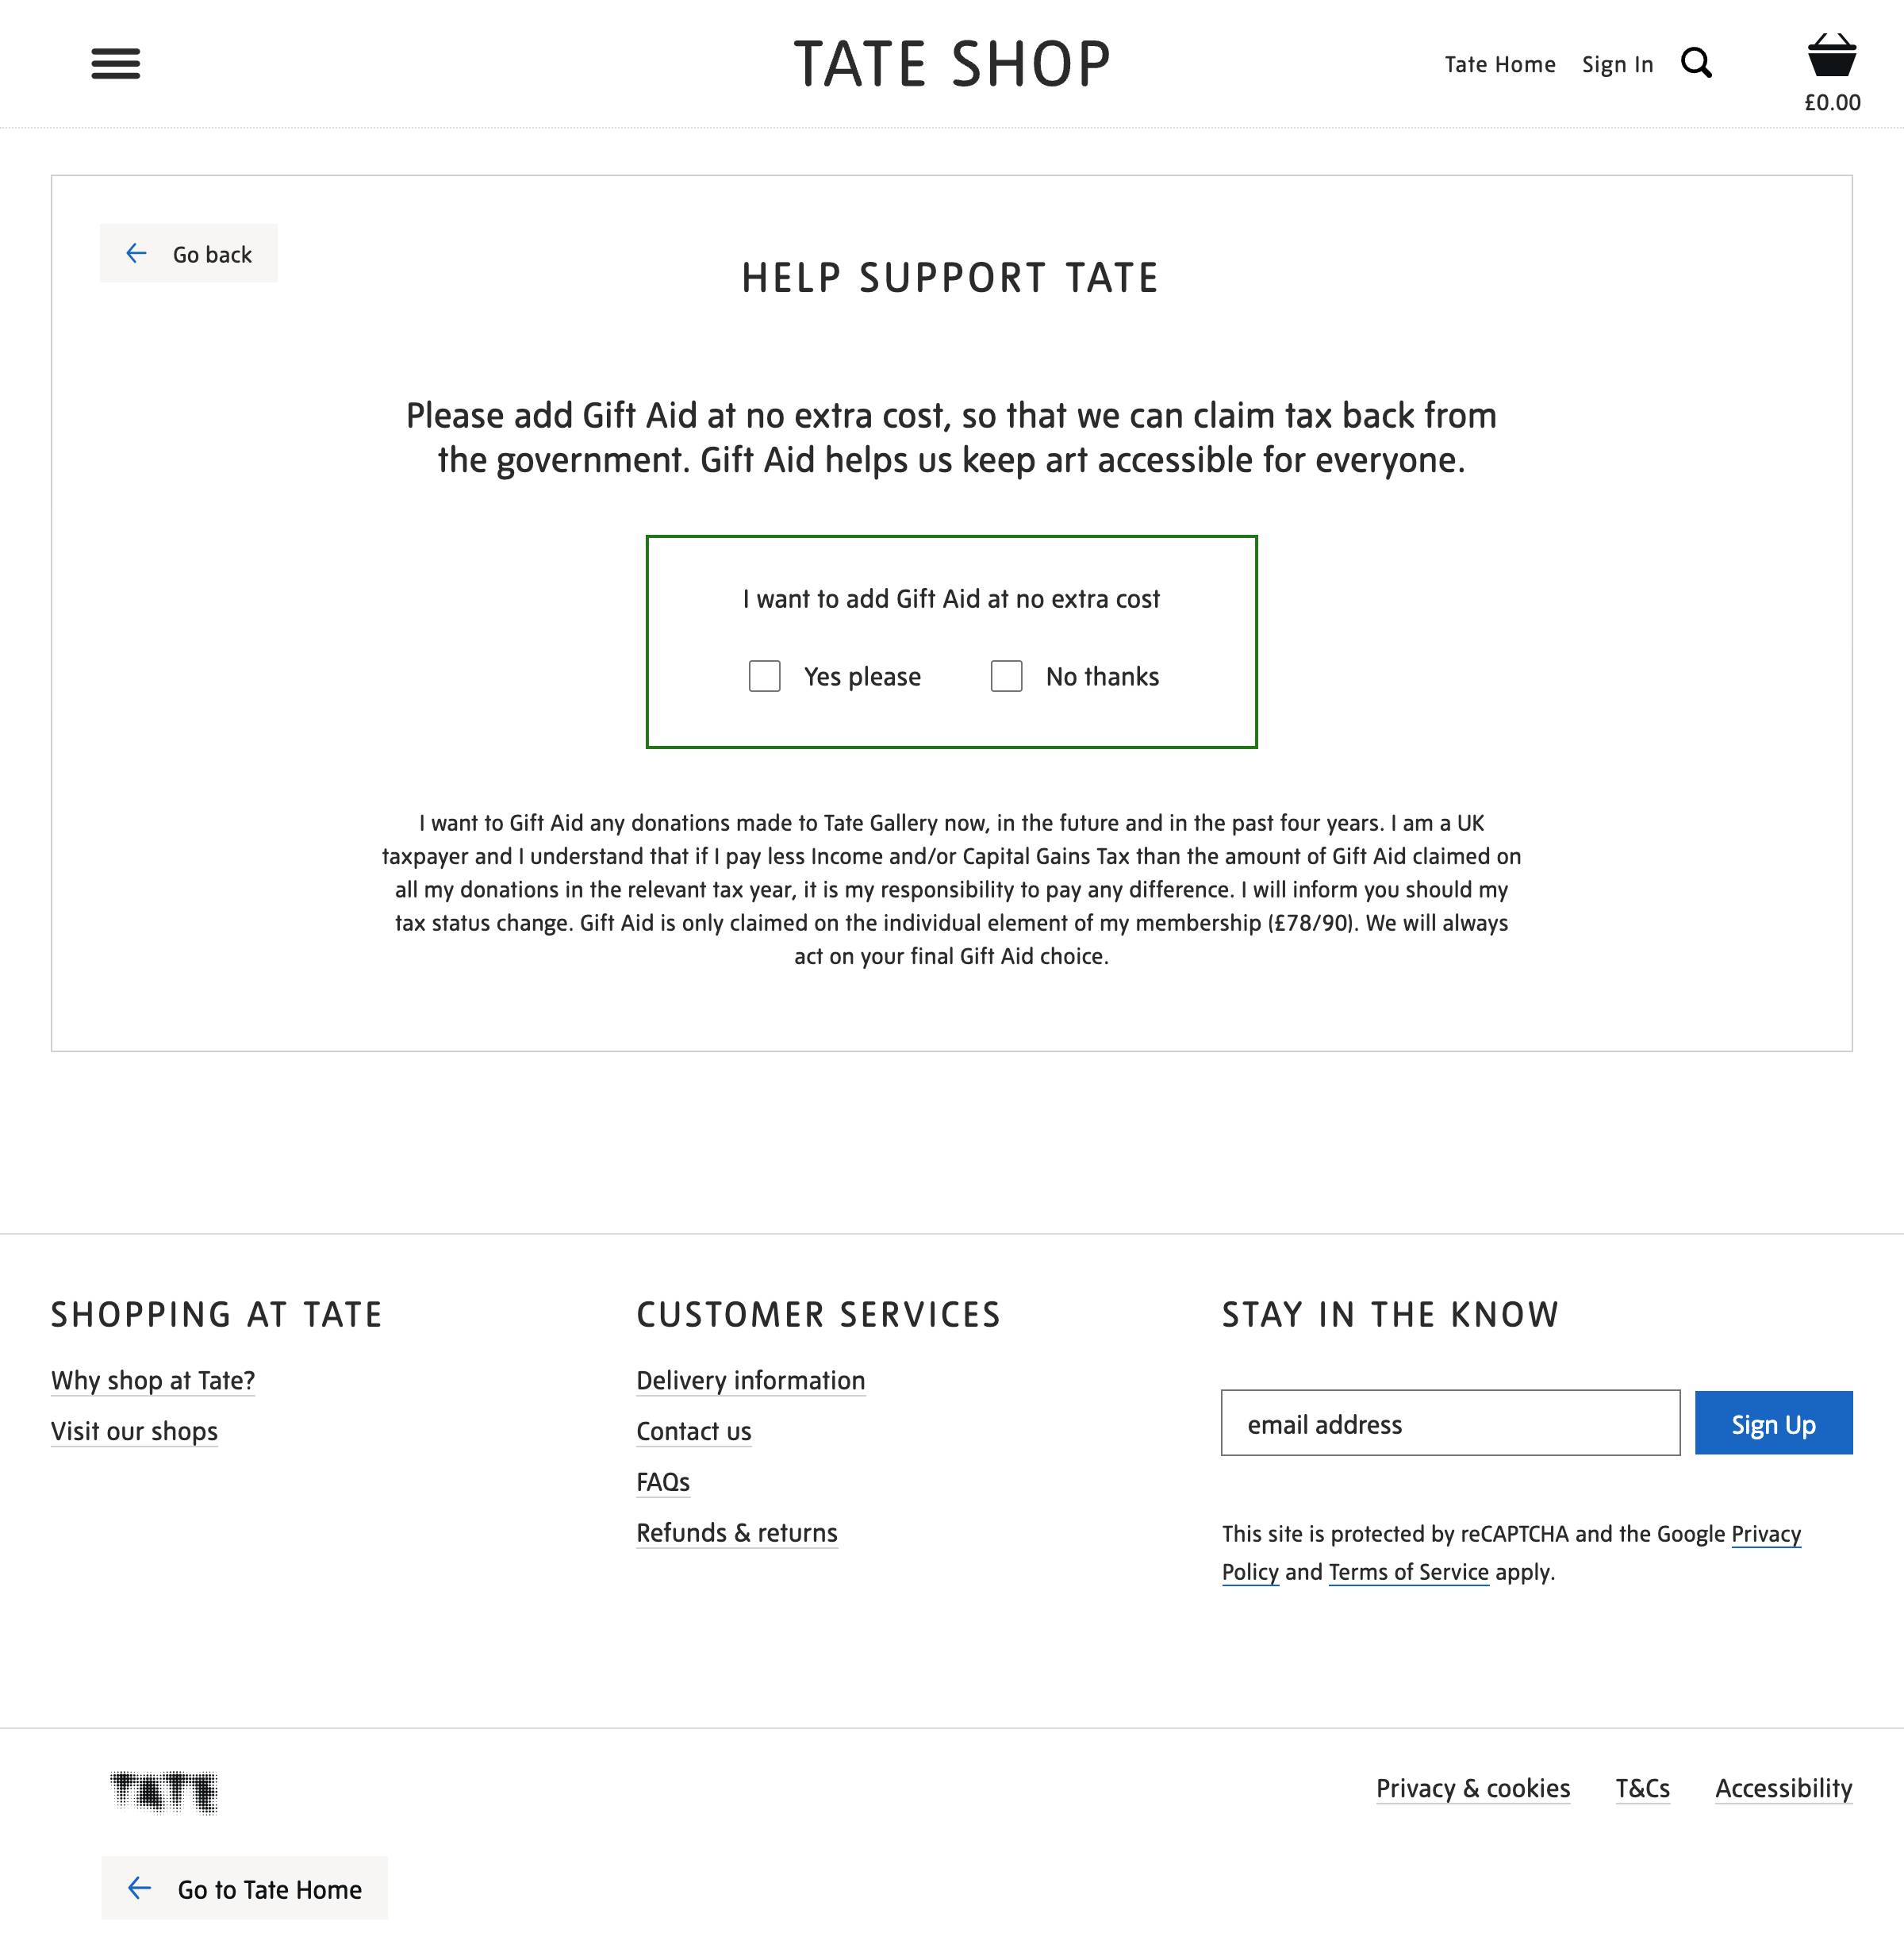 TATE SHOP
Tate Home
Sign In
£0.00
Go back
HELP SUPPORT TATE
Please add Gift Aid at no extra cost, so that we can claim tax back from
the government. Gift Aid helps us keep art accessible for everyone.
I want to add Gift Aid at no extra cost
Yes please
No thanks
I want to Gift Aid any donations made to Tate Gallery now, in the future and in the past four years. I am a UK
taxpayer and I understand that if I pay less Income and/or Capital Gains Tax than the amount of Gift Aid claimed on
all my donations in the relevant tax year, it is my responsibility to pay any difference. I will inform you should my
tax status change. Gift Aid is only claimed on the individual element of my membership (£78/90). We will always
act on your final Gift Aid choice.
SHOPPING AT TATE
Why shop at Tate?
Visit our shops
CUSTOMER SERVICES
Delivery information
Contact us
FAQs
Refunds & returns
STAY IN THE KNOW
email address
Sign Up
This site is protected by reCAPTCHA and the Google Privacy
Policy and Terms of Service apply.
TATE
Privacy & cookies
T&Cs
Accessibility
Go to Tate Home